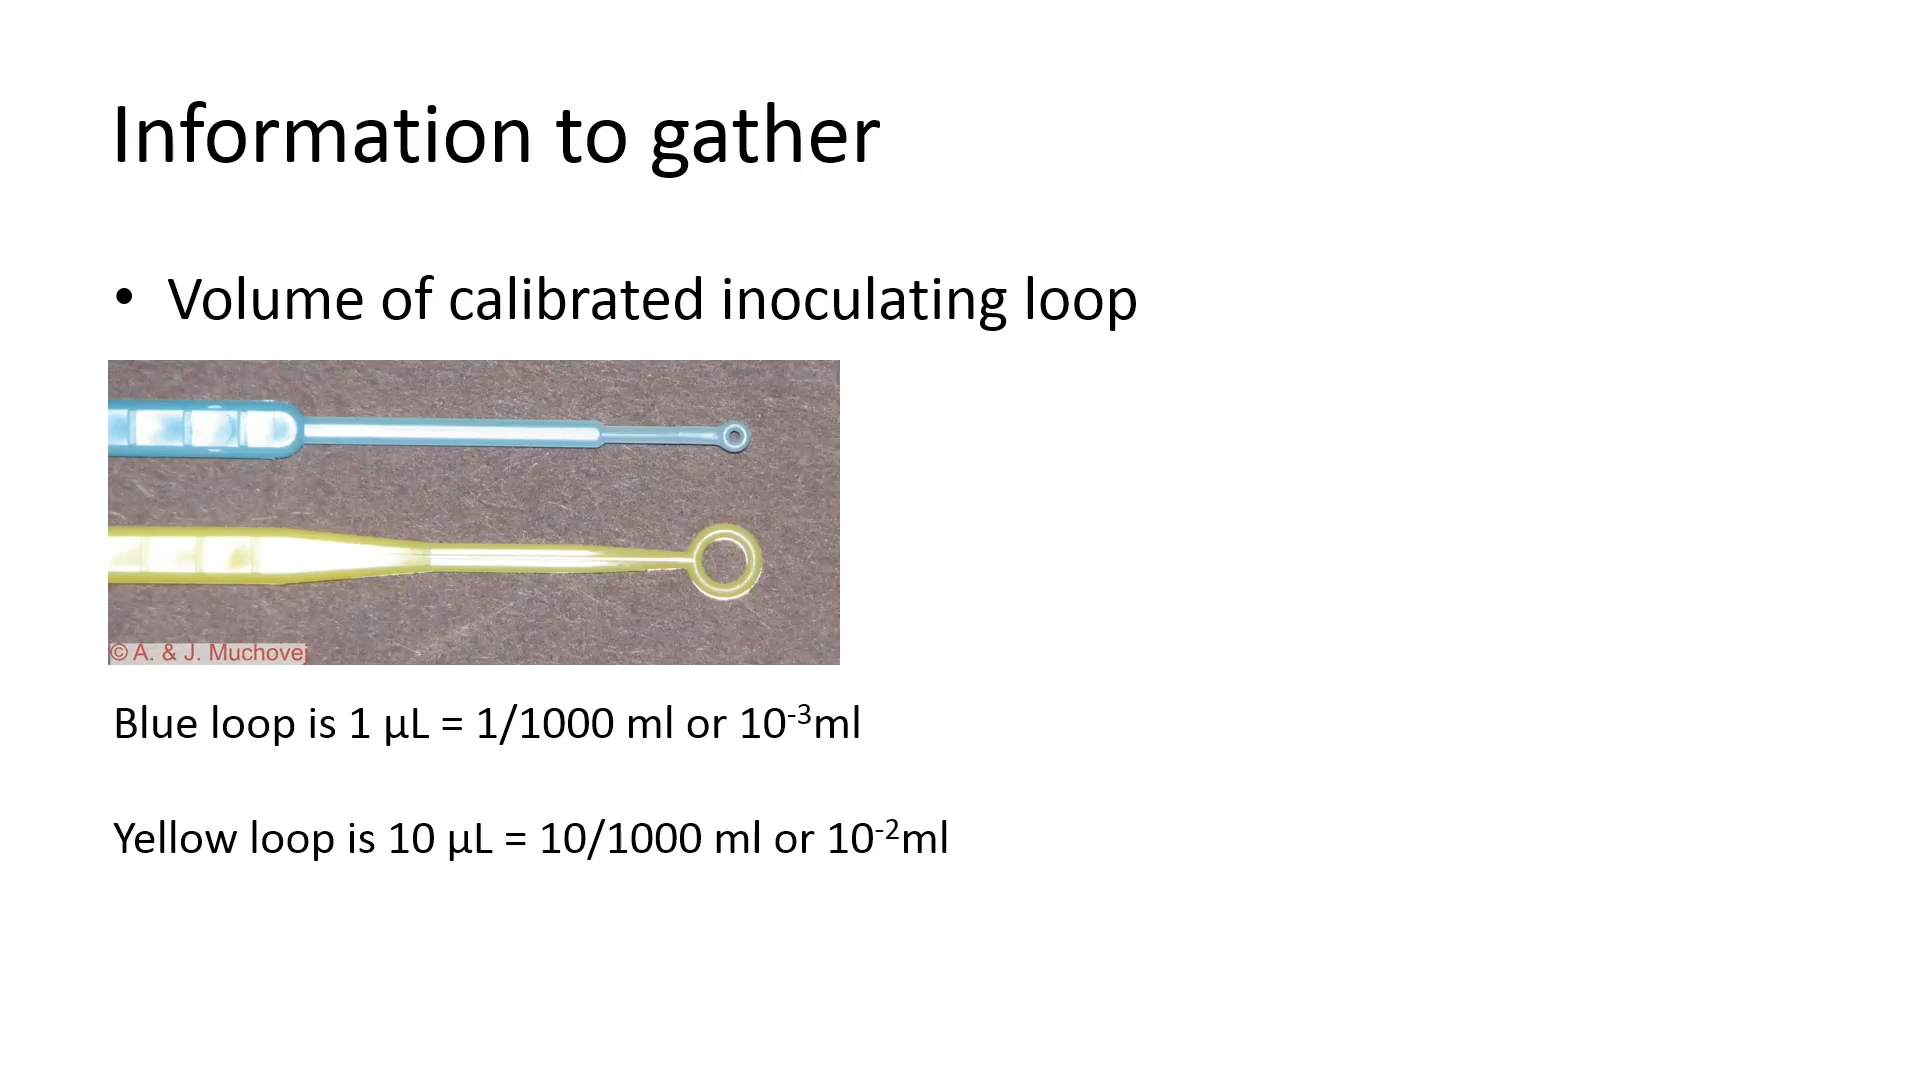 Information to gather
• Volume of calibrated inoculating loop
© A. & J. Muchovej
Blue loop is 1 µL = 1/1000 ml or 10⁻³ml
Yellow loop is 10 µL = 10/1000 ml or 10⁻²ml